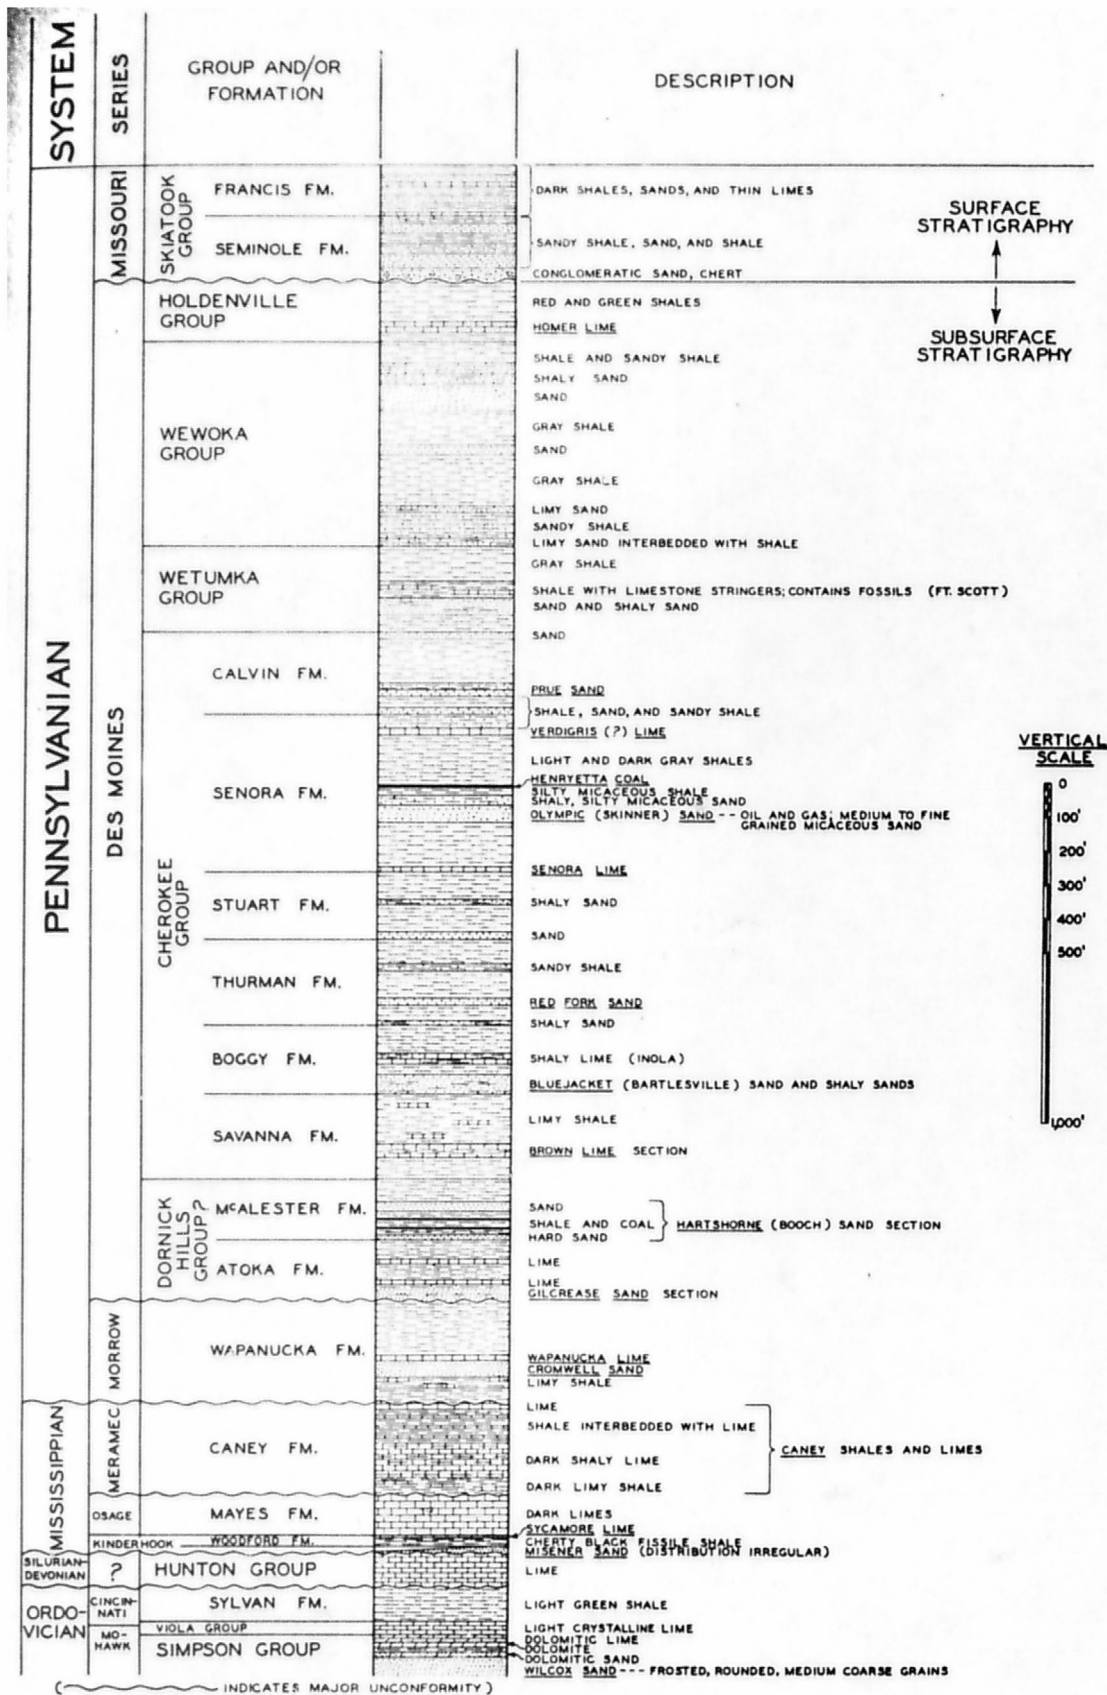 SYSTEM
SERIES
GROUP AND/OR
FORMATION
DESCRIPTION
PENNSYLVANIAN
MISSOURI
SKIATOOK
GROUP
FRANCIS FM.
DARK SHALES, SANDS, AND THIN LIMES
SEMINOLE FM.
SANDY SHALE, SAND, AND SHALE
CONGLOMERATIC SAND, CHERT
SURFACE
STRATIGRAPHY
SUBSURFACE
STRATIGRAPHY
DES MOINES
HOLDENVILLE
GROUP
RED AND GREEN SHALES
HOMER LIME
WEWOKA
GROUP
SHALE AND SANDY SHALE
SHALY SAND
SAND
GRAY SHALE
SAND
GRAY SHALE
LIMY SAND
SANDY SHALE
LIMY SAND INTERBEDDED WITH SHALE
WETUMKA
GROUP
GRAY SHALE
SHALE WITH LIMESTONE STRINGERS; CONTAINS FOSSILS (FT. SCOTT)
SAND AND SHALY SAND
CHEROKEE
GROUP
CALVIN FM.
SAND
PRUE SAND
SHALE, SAND, AND SANDY SHALE
SENORA FM.
VERDIGRIS (?) LIME
LIGHT AND DARK GRAY SHALES
HENRYETTA COAL
SILTY MICACEOUS SHALE
SHALY, SILTY MICACEOUS SAND
OLYMPIC (SKINNER) SAND -- OIL AND GAS; MEDIUM TO FINE
GRAINED MICACEOUS SAND
SENORA LIME
STUART FM.
SHALY SAND
SAND
THURMAN FM.
SANDY SHALE
RED FORK SAND
SHALY SAND
BOGGY FM.
SHALY LIME (INOLA)
BLUEJACKET (BARTLESVILLE) SAND AND SHALY SANDS
SAVANNA FM.
LIMY SHALE
BROWN LIME SECTION
VERTICAL
SCALE
0
100'
200'
300'
400'
500'
1,000'
DORNICK
HILLS
GROUP?
McALESTER FM.
SAND
SHALE AND COAL
HARD SAND
HARTSHORNE (BOOCH) SAND SECTION
ATOKA FM.
LIME
LIME
GILCREASE SAND SECTION
MORROW
WAPANUCKA FM.
WAPANUCKA LIME
CROMWELL SAND
LIMY SHALE
MISSISSIPPIAN
MERAMEC
CANEY FM.
LIME
SHALE INTERBEDDED WITH LIME
DARK SHALY LIME
DARK LIMY SHALE
CANEY SHALES AND LIMES
OSAGE
MAYES FM.
DARK LIMES
SYCAMORE LIME
KINDERHOOK
WOODFORD FM.
CHERTY BLACK FISSILE SHALE
MISENER SAND (DISTRIBUTION IRREGULAR)
SILURIAN-
DEVONIAN
?
HUNTON GROUP
LIME
ORDO-
VICIAN
CINCIN-
NATI
SYLVAN FM.
LIGHT GREEN SHALE
MO-
HAWK
VIOLA GROUP
LIGHT CRYSTALLINE LIME
SIMPSON GROUP
DOLOMITIC LIME
DOLOMITE
DOLOMITIC SAND
WILCOX SAND --- FROSTED, ROUNDED, MEDIUM COARSE GRAINS
( INDICATES MAJOR UNCONFORMITY )